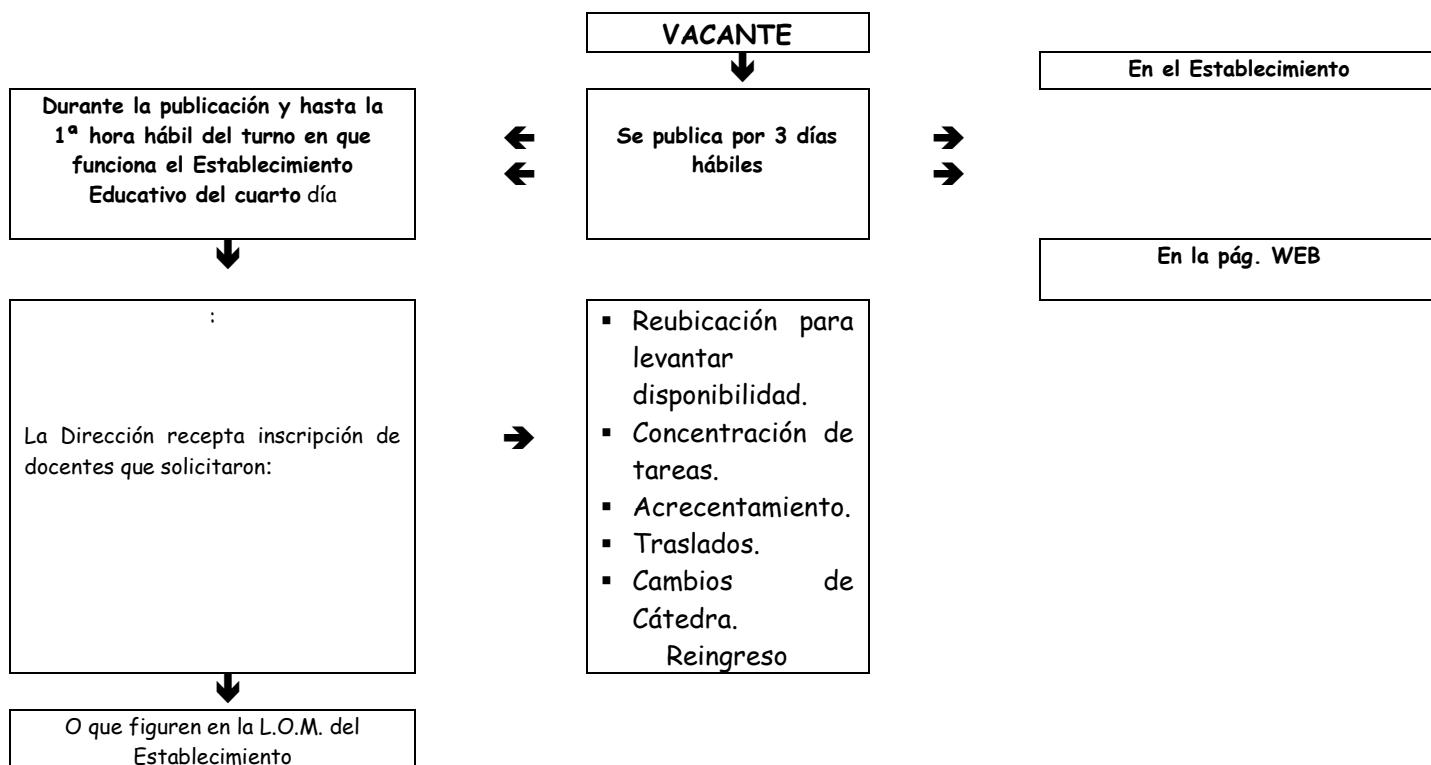 VACANTE
En el Establecimiento
Durante la publicación y hasta la
1ª hora hábil del turno en que
funciona el Establecimiento
Educativo del cuarto día
Se publica por 3 días
hábiles
En la pág. WEB
:
La Dirección recepta inscripción de
docentes que solicitaron:
▪ Reubicación para
levantar
disponibilidad.
▪ Concentración de
tareas.
▪ Acrecentamiento.
▪ Traslados.
▪ Cambios de
Cátedra.
Reingreso
O que figuren en la L.O.M. del
Establecimiento